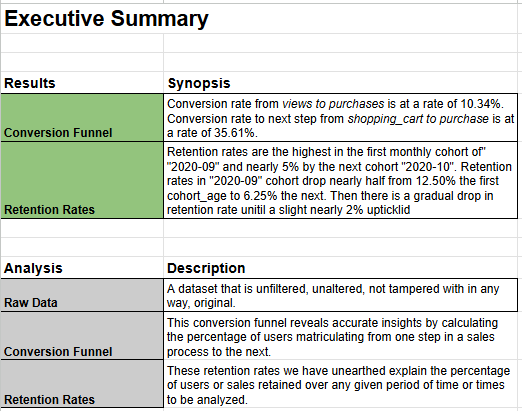 Executive Summary
Results Synopsis
Conversion rate from views to purchases is at a rate of 10.34%.
Conversion rate to next step from shopping_cart to purchase is at
Conversion Funnel a rate of 35.61%.
Retention rates are the highest in the first monthly cohort of"
"2020-09" and nearly 5% by the next cohort "2020-10". Retention
rates in "2020-09" cohort drop nearly half from 12.50% the first
cohort_age to 6.25% the next. Then there is a gradual drop in
Retention Rates retention rate unitil a slight nearly 2% upticklid
Analysis Description
A dataset that is unfiltered, unaltered, not tampered with in any
Raw Data way, original.
This conversion funnel reveals accurate insights by calculating
the percentage of users matriculating from one step in a sales
Conversion Funnel process to the next.
These retention rates we have unearthed explain the percentage
of users or sales retained over any given period of time or times
Retention Rates to be analyzed.